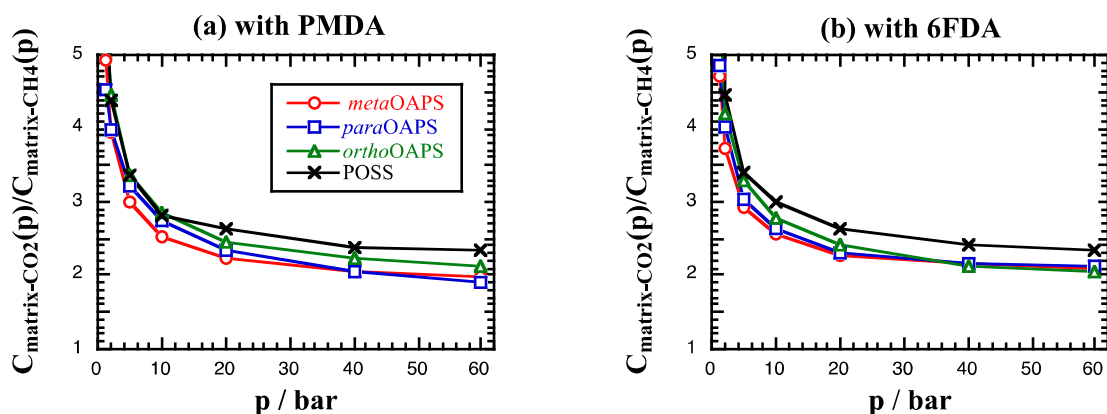 (a) with PMDA
C_matrix-CO2(p)/C_matrix-CH4(p)
5
4
3
2
1
metaOAPS
paraOAPS
orthoOAPS
POSS
0 10 20 30 40 50 60
p / bar
(b) with 6FDA
C_matrix-CO2(p)/C_matrix-CH4(p)
5
4
3
2
1
0 10 20 30 40 50 60
p / bar